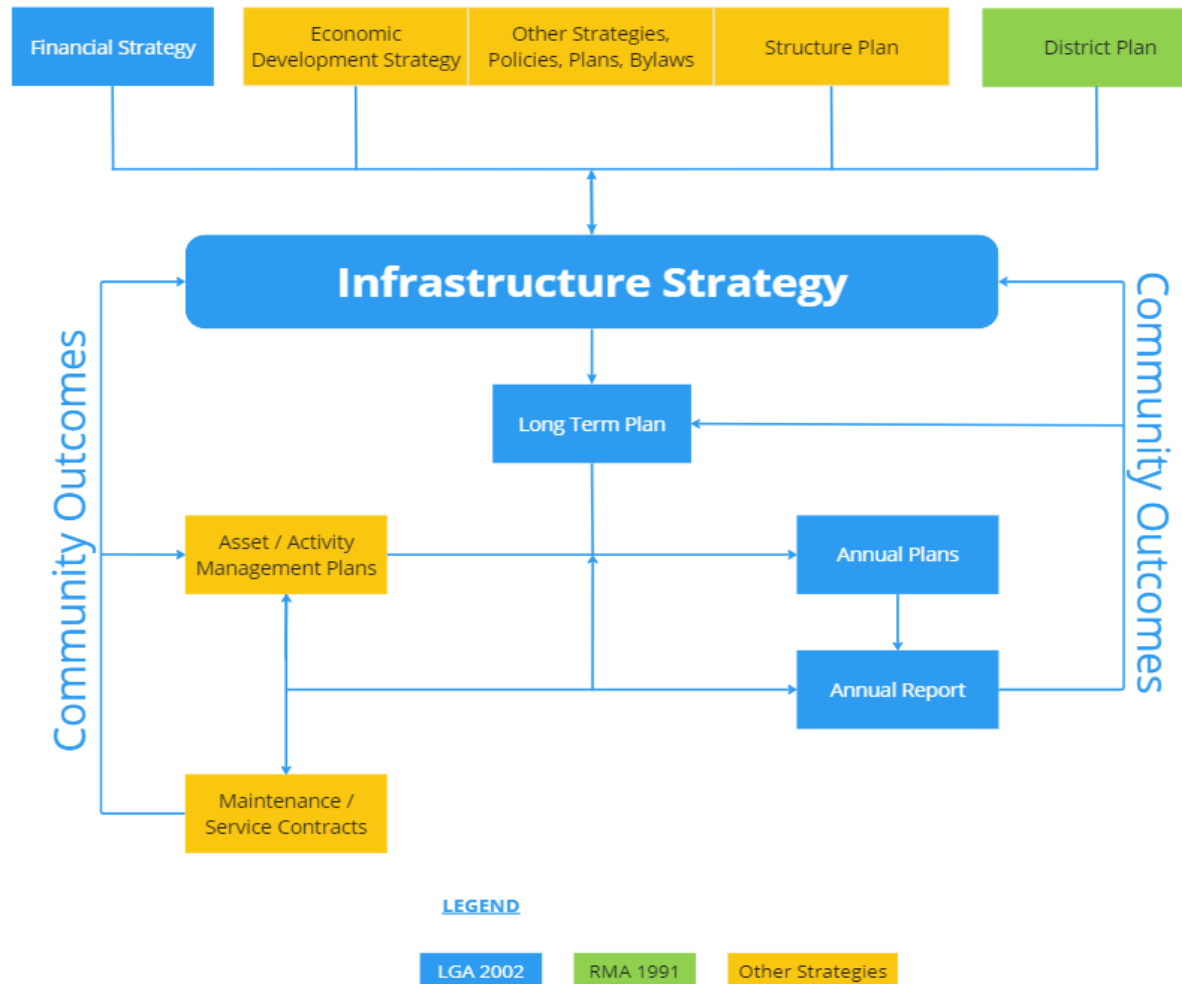 Financial Strategy
Economic
Development Strategy
Other Strategies,
Policies, Plans, Bylaws
Structure Plan
District Plan
Infrastructure Strategy
Community Outcomes
Community Outcomes
Long Term Plan
Asset / Activity
Management Plans
Annual Plans
Annual Report
Maintenance /
Service Contracts
LEGEND
LGA 2002
RMA 1991
Other Strategies